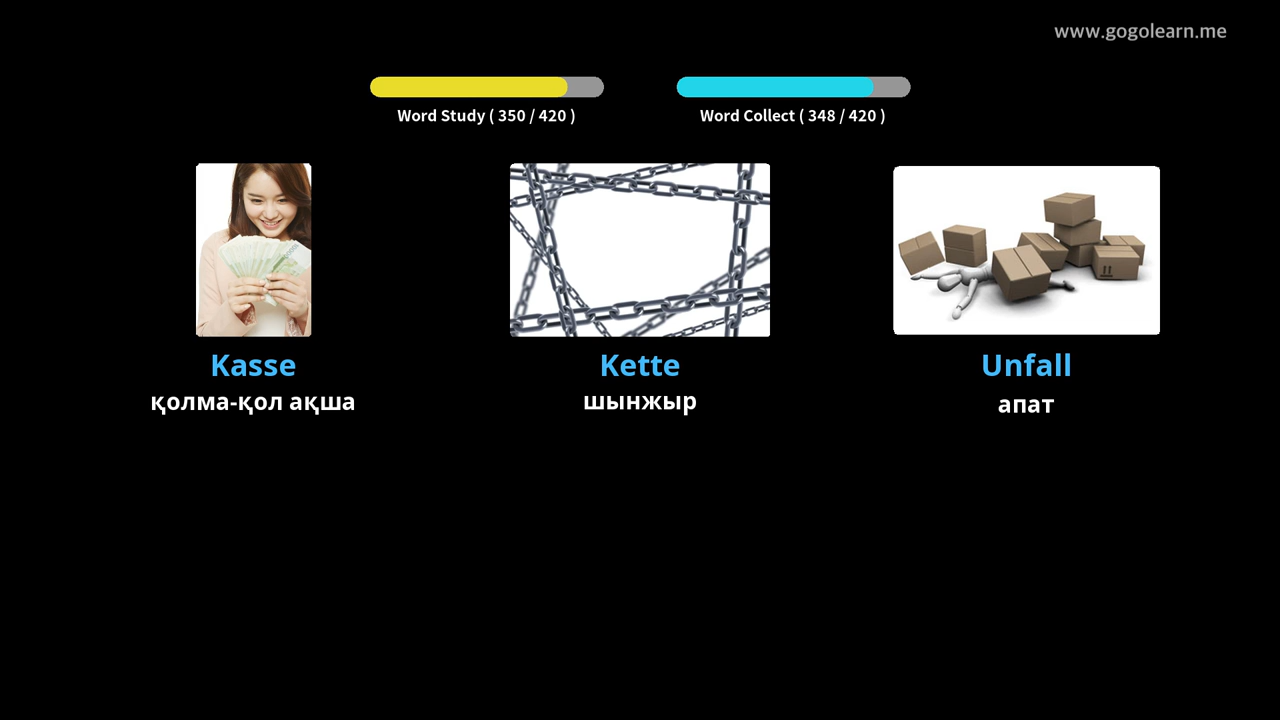 www.gogolearn.me
Word Study ( 350 / 420 )
Word Collect ( 348 / 420 )
Kasse
қолма-қол ақша
Kette
шынжыр
Unfall
апат